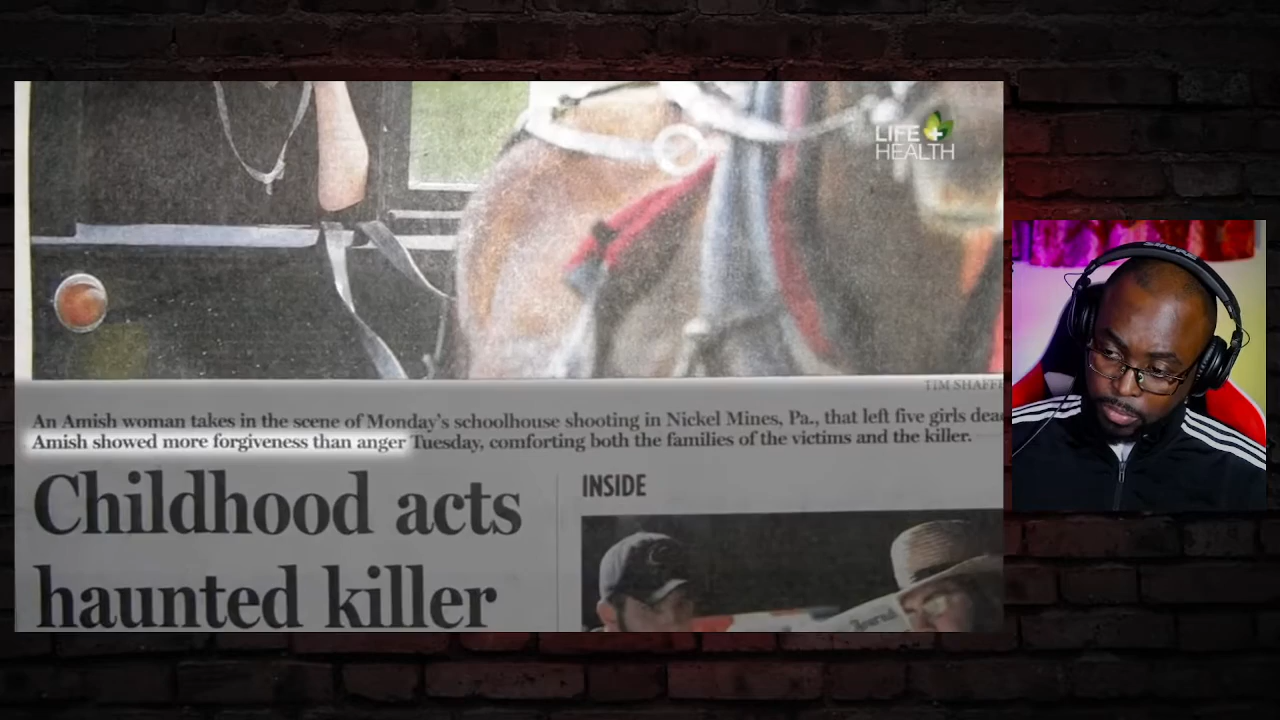 LIFE+
HEALTH
TIM SHAFFE
An Amish woman takes in the scene of Monday's schoolhouse shooting in Nickel Mines, Pa., that left five girls dea
Amish showed more forgiveness than anger Tuesday, comforting both the families of the victims and the killer.
Childhood acts
haunted killer
INSIDE
Journal